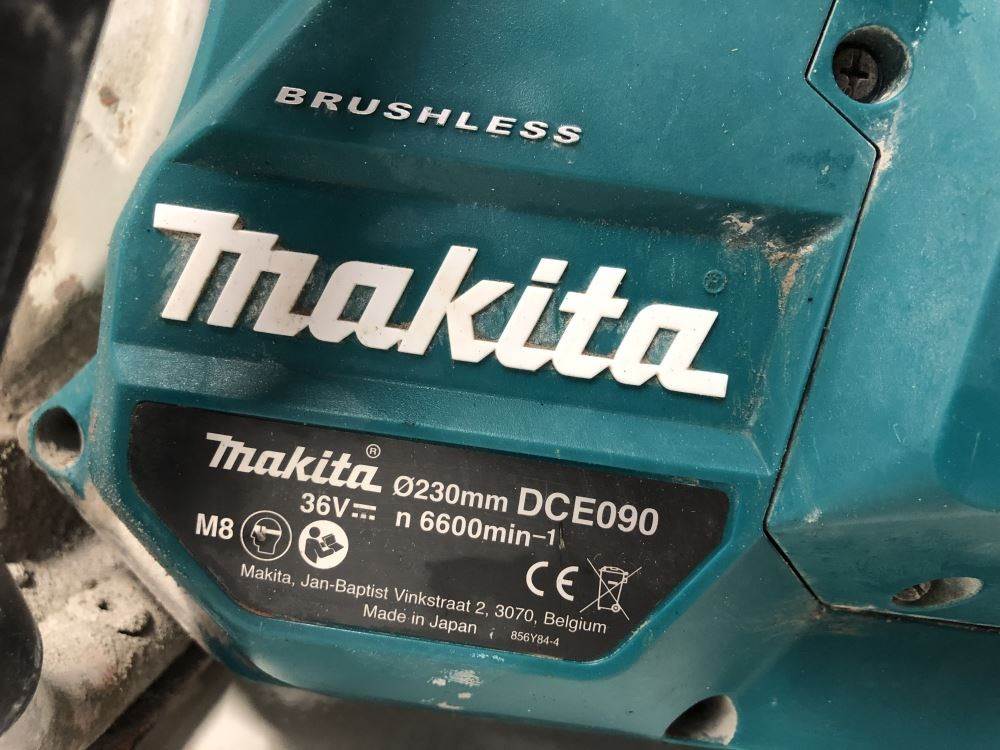 BRUSHLESS
makita
makita® Ø230mm DCE090
36V⎓ n 6600min-1
M8
CE
Makita, Jan-Baptist Vinkstraat 2, 3070, Belgium
Made in Japan 856Y84-4